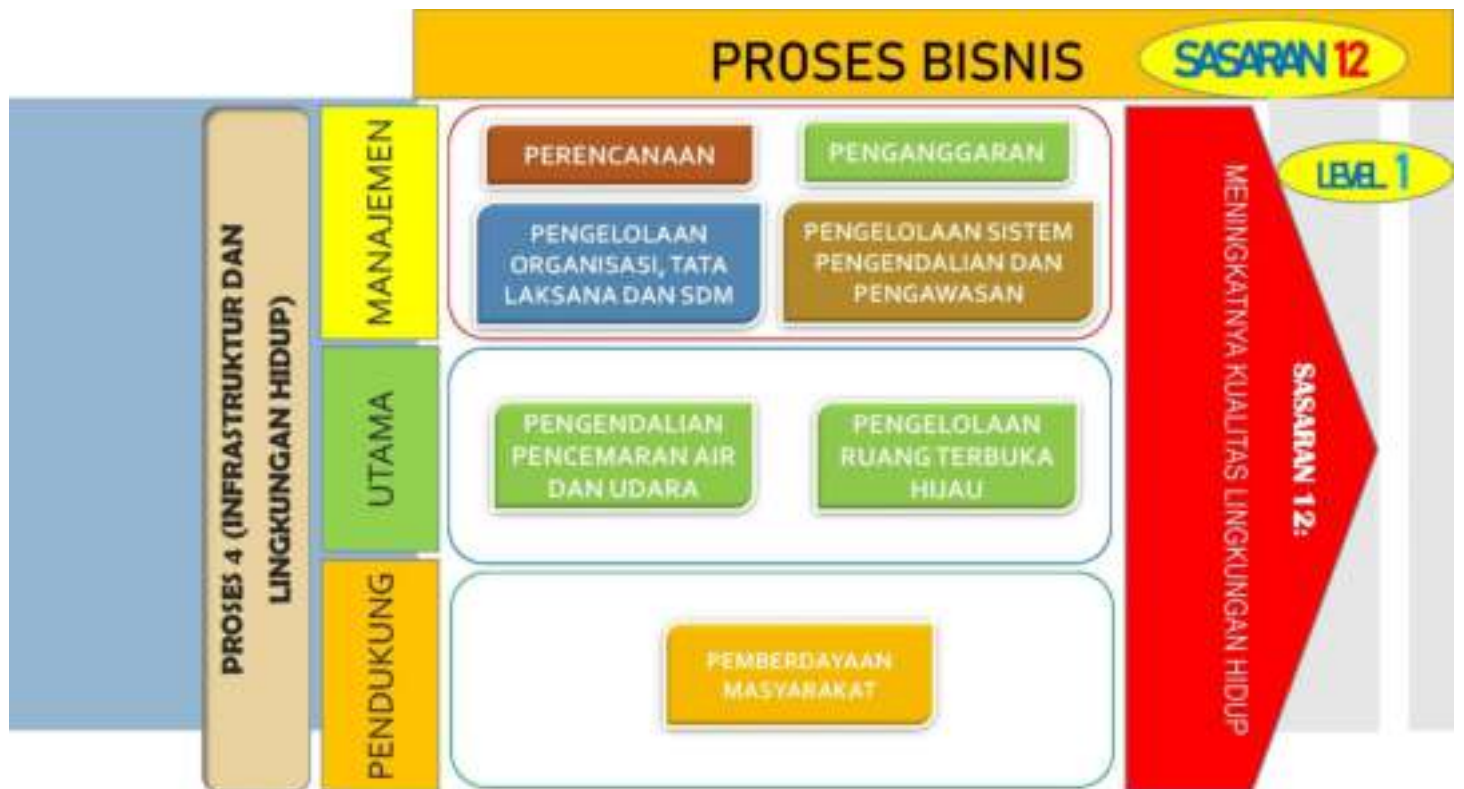 PROSES BISNIS
SASARAN 12
LEVEL 1
PROSES 4 (INFRASTRUKTUR DAN
LINGKUNGAN HIDUP)
MANAJEMEN
PERENCANAAN
PENGANGGARAN
PENGELOLAAN
ORGANISASI, TATA
LAKSANA DAN SDM
PENGELOLAAN SISTEM
PENGENDALIAN DAN
PENGAWASAN
UTAMA
PENGENDALIAN
PENCEMARAN AIR
DAN UDARA
PENGELOLAAN
RUANG TERBUKA
HIJAU
PENDUKUNG
PEMBERDAYAAN
MASYARAKAT
SASARAN 12:
MENINGKATNYA KUALITAS LINGKUNGAN HIDUP